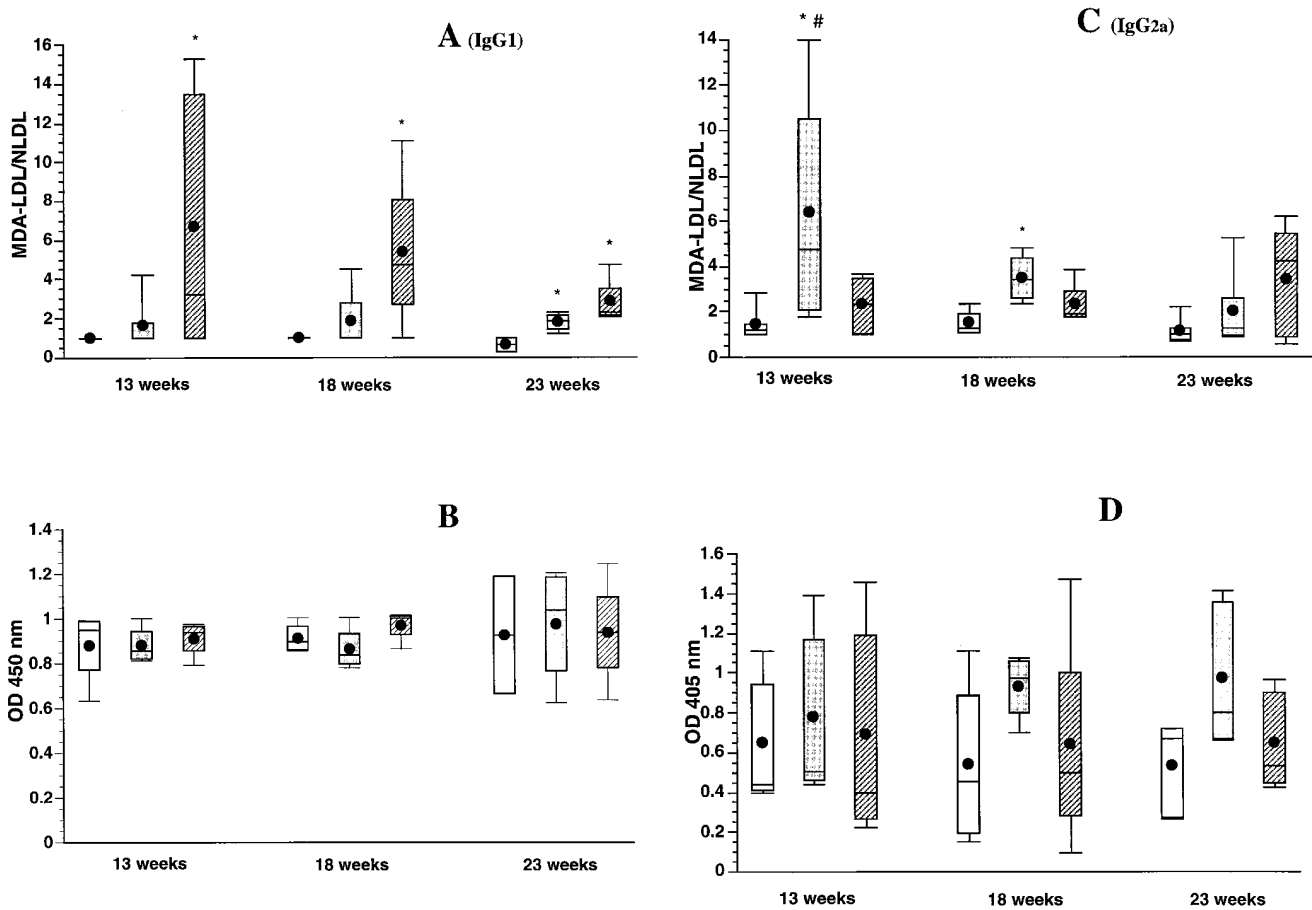 A (IgG1)
MDA-LDL/NLDL
16
14
12
10
8
6
4
2
0
*
*
*
*
13 weeks
18 weeks
23 weeks
C (IgG2a)
MDA-LDL/NLDL
14
12
10
8
6
4
2
0
* #
*
13 weeks
18 weeks
23 weeks
B
OD 450 nm
1.4
1.2
1
0.8
0.6
0.4
0.2
0
13 weeks
18 weeks
23 weeks
D
OD 405 nm
1.6
1.4
1.2
1
0.8
0.6
0.4
0.2
0
13 weeks
18 weeks
23 weeks